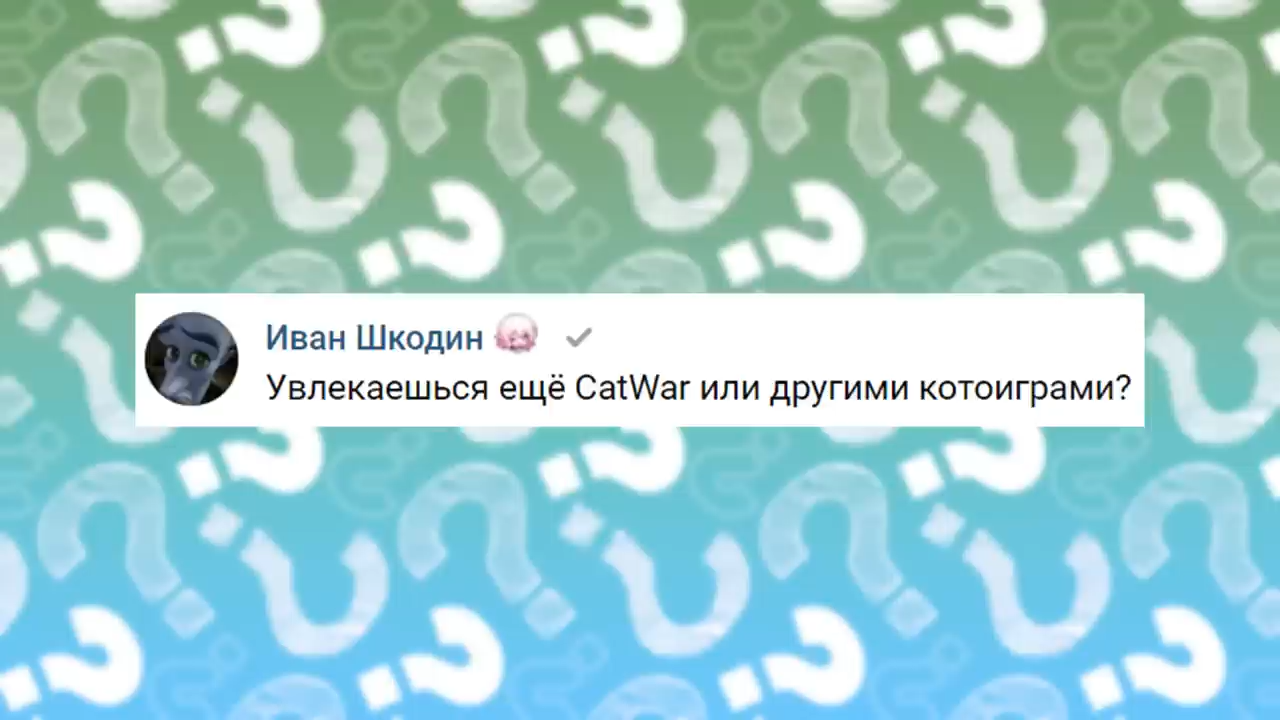 Иван Шкодин
Увлекаешься ещё CatWar или другими котоиграми?